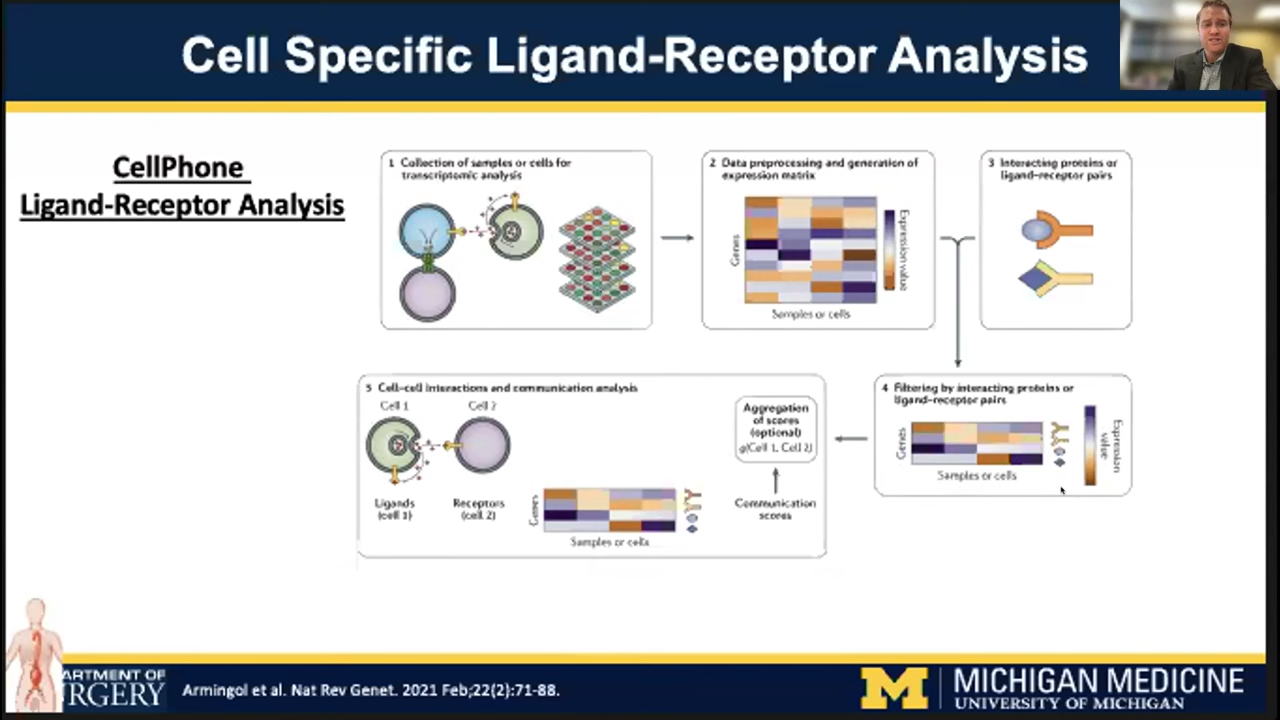 Cell Specific Ligand-Receptor Analysis
CellPhone
Ligand-Receptor Analysis
1 Collection of samples or cells for
transcriptomic analysis
2 Data preprocessing and generation of
expression matrix
Genes
Expression value
Samples or cells
3 Interacting proteins or
ligand–receptor pairs
4 Filtering by interacting proteins or
ligand–receptor pairs
Genes
Expression
value
Samples or cells
5 Cell–cell interactions and communication analysis
Cell 1
Cell 2
Ligands
(cell 1)
Receptors
(cell 2)
Genes
Samples or cells
Aggregation
of scores
(optional)
g(Cell 1, Cell 2)
Communication
scores
ARTMENT OF
RGERY
Armingol et al. Nat Rev Genet. 2021 Feb;22(2):71-88.
M
MICHIGAN MEDICINE
UNIVERSITY OF MICHIGAN